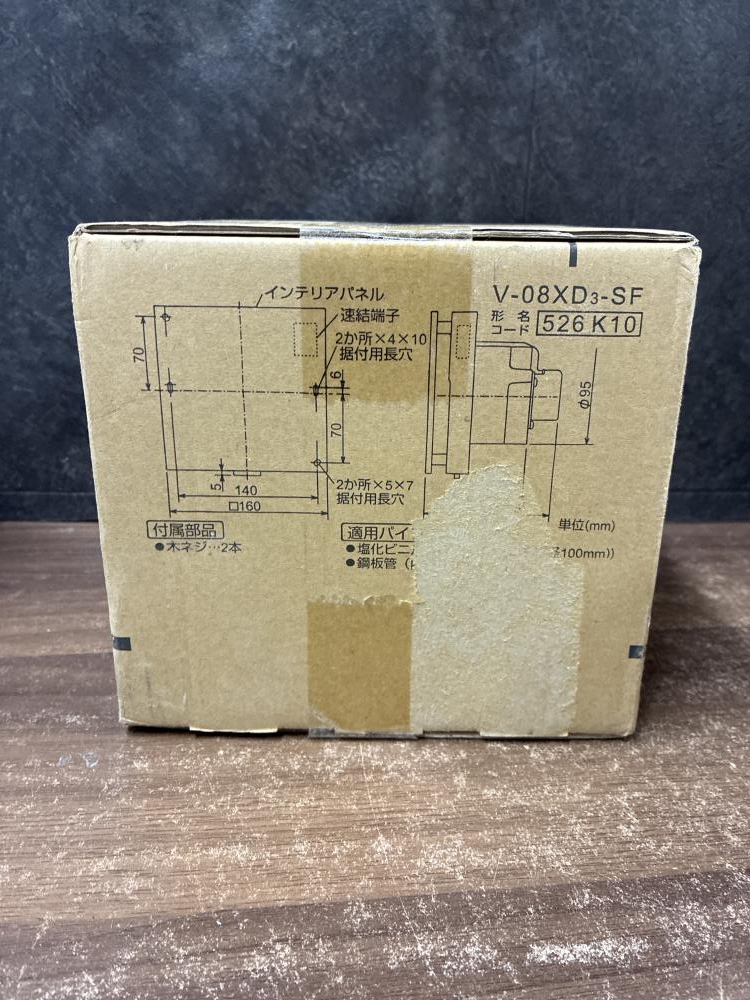 V-08XD₃-SF
形名
コード 526 K10
インテリアパネル
速結端子
2か所×4×10
据付用長穴
70
6
70
φ95
5
140
□160
2か所×5×7
据付用長穴
単位(mm)
付属部品
●木ネジ…2本
適用パイ
●塩化ビニ
100mm))
●鋼板管